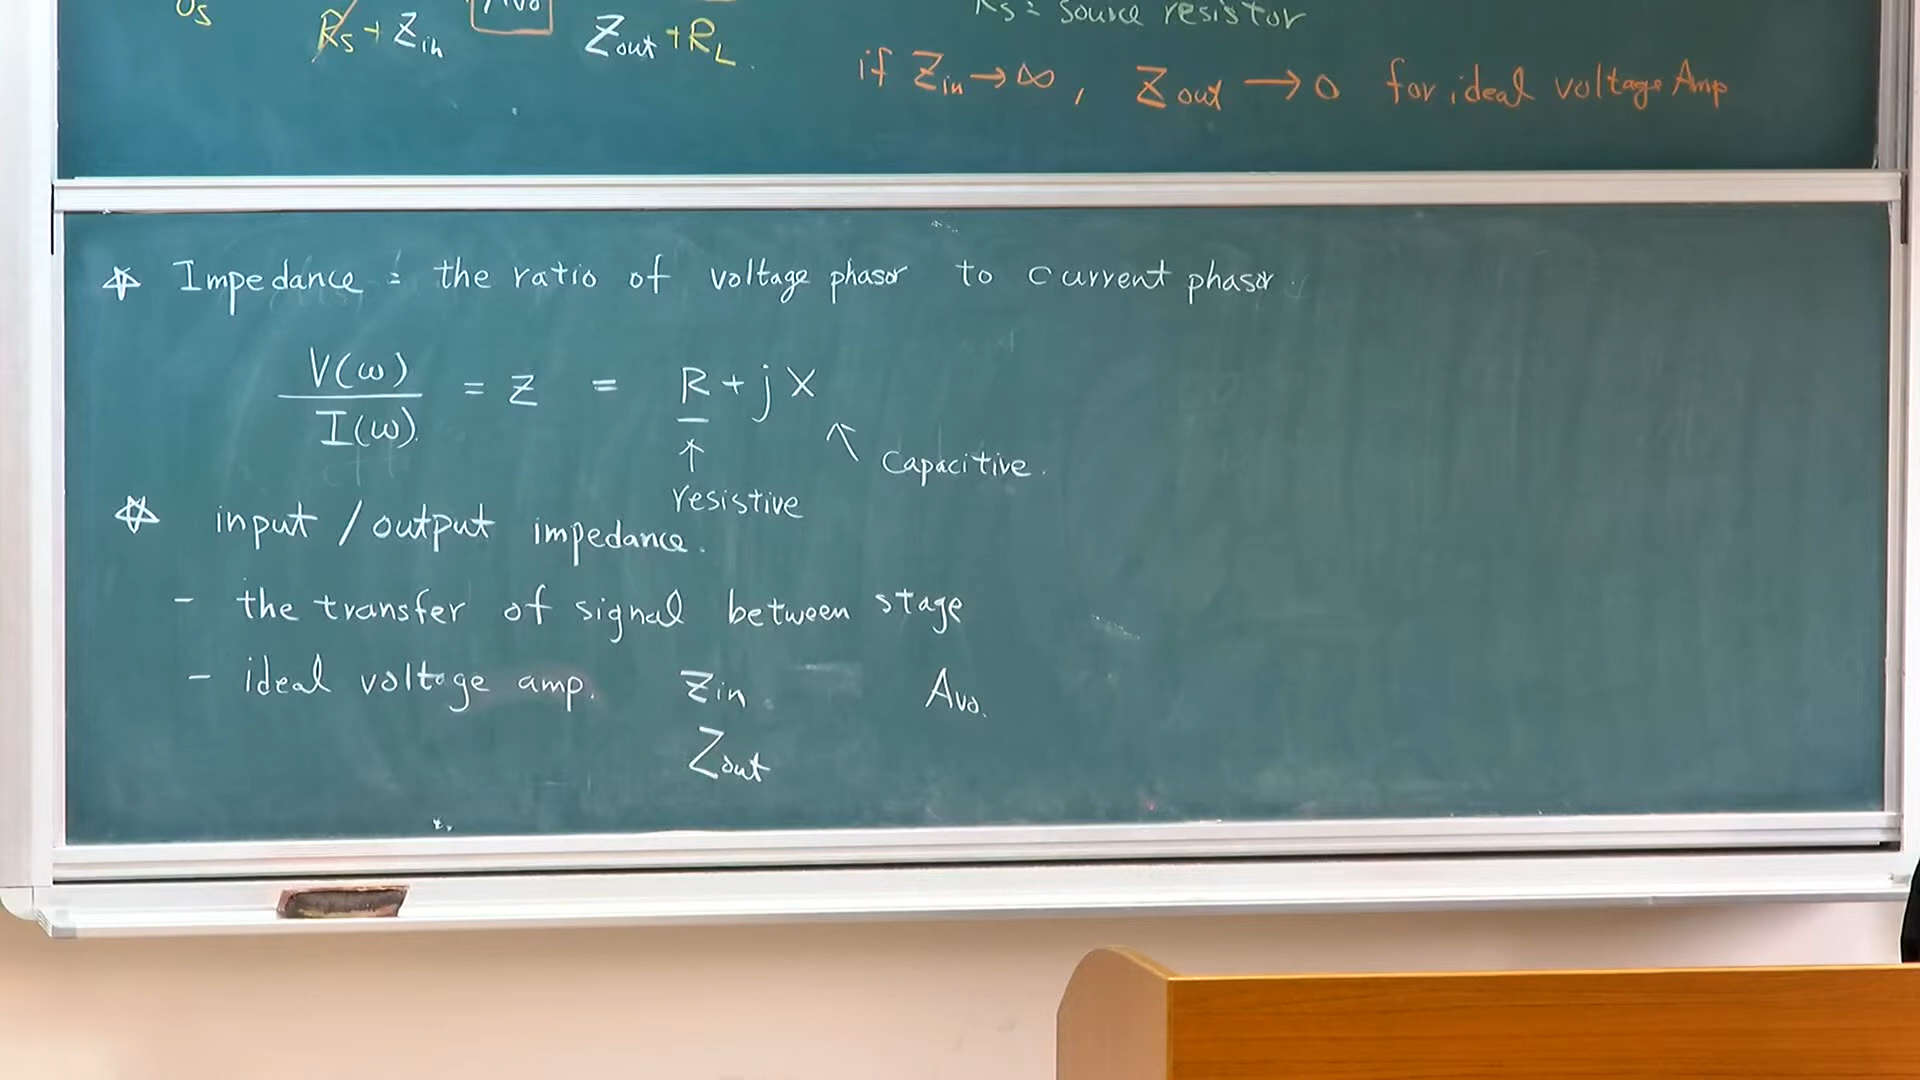 Rs + Zin Zout + RL
Rs = source resistor
if Zin → ∞, Zout → 0 for ideal voltage Amp
☆ Impedance : the ratio of voltage phasor to current phasor.
V(ω)
I(ω)
= Z = R + jX
↑ ↖ capacitive.
resistive
☆ input / output impedance.
- the transfer of signal between stage
- ideal voltage amp. Zin Avo.
Zout